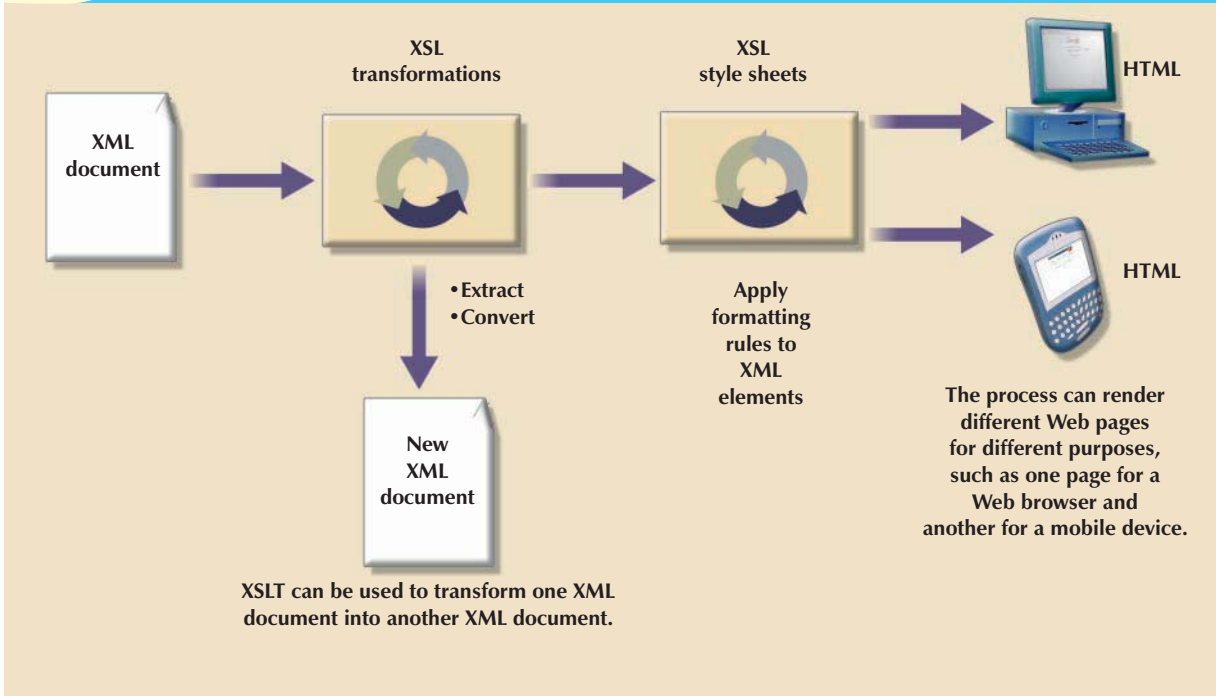 XSL
transformations
XSL
style sheets
HTML
XML
document
HTML
•Extract
•Convert
Apply
formatting
rules to
XML
elements
New
XML
document
The process can render
different Web pages
for different purposes,
such as one page for a
Web browser and
another for a mobile device.
XSLT can be used to transform one XML
document into another XML document.